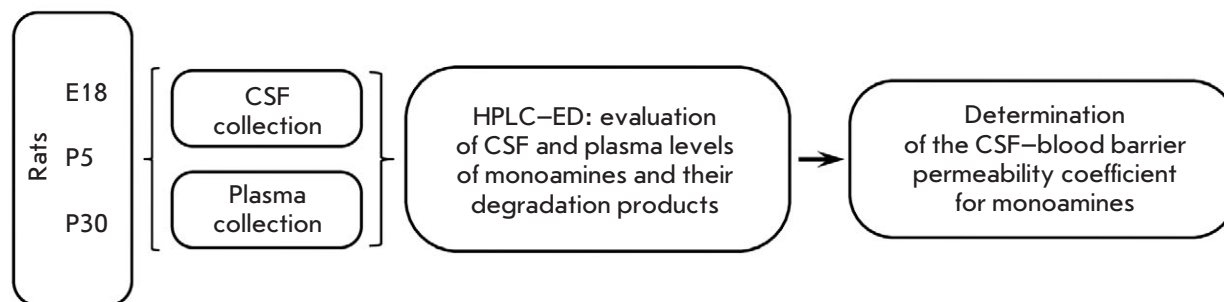 Rats
E18
P5
P30
CSF
collection
Plasma
collection
HPLC–ED: evaluation
of CSF and plasma levels
of monoamines and their
degradation products
Determination
of the CSF–blood barrier
permeability coefficient
for monoamines